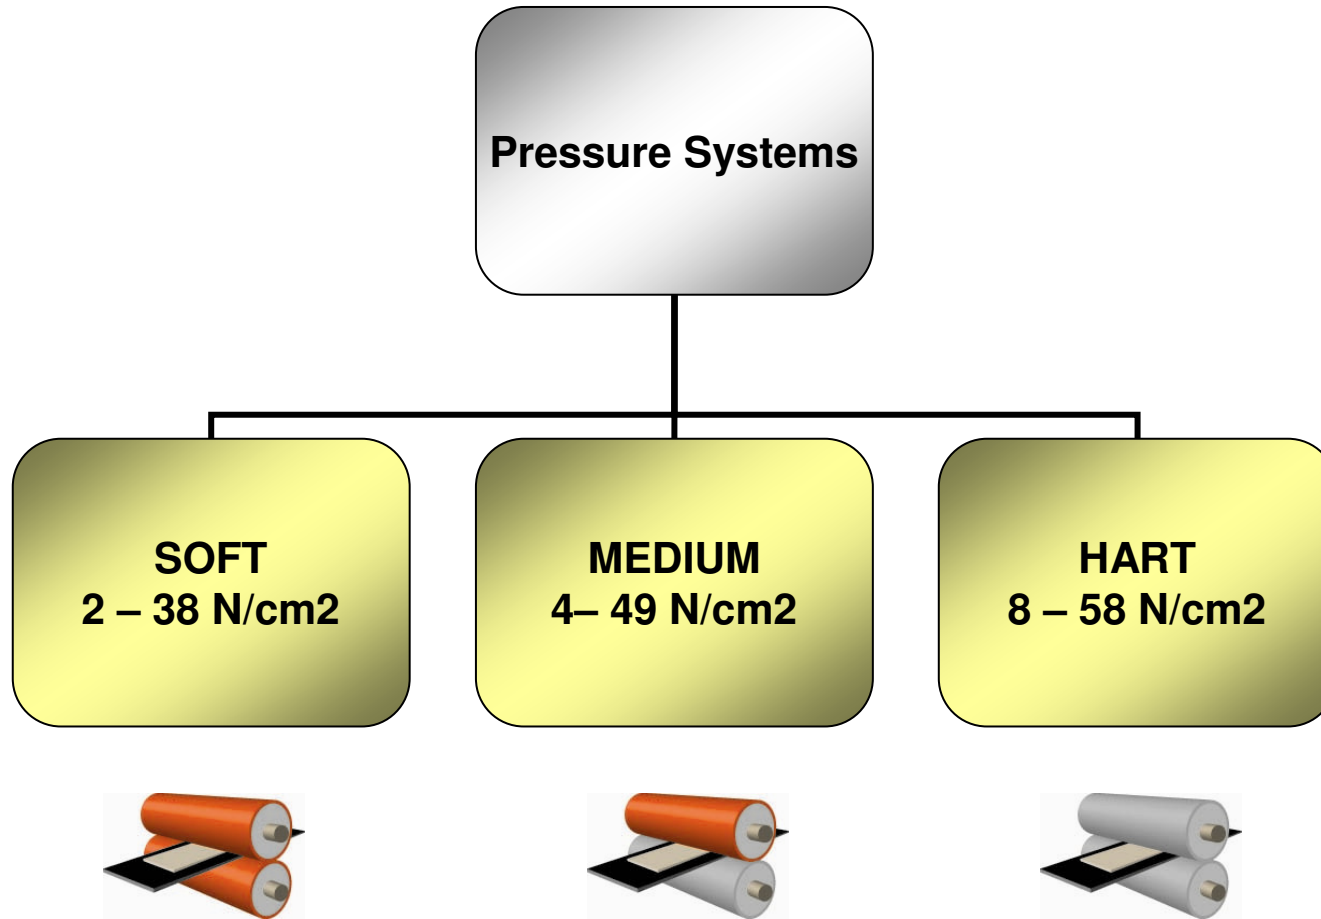 Pressure Systems
SOFT
2 – 38 N/cm2
MEDIUM
4– 49 N/cm2
HART
8 – 58 N/cm2